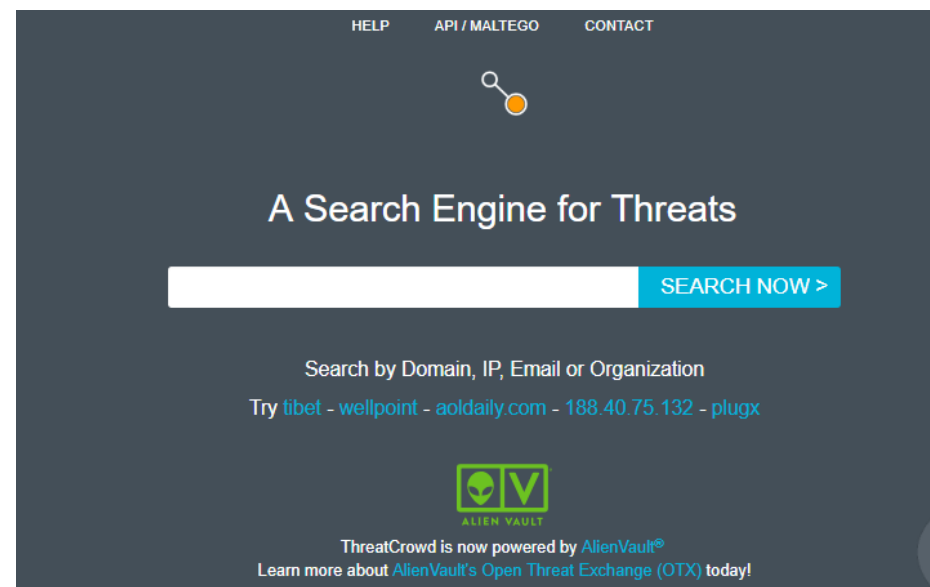 HELP API / MALTEGO CONTACT
A Search Engine for Threats
SEARCH NOW >
Search by Domain, IP, Email or Organization
Try tibet - wellpoint - aoldaily.com - 188.40.75.132 - plugx
ALIEN VAULT
ThreatCrowd is now powered by AlienVault®
Learn more about AlienVault's Open Threat Exchange (OTX) today!